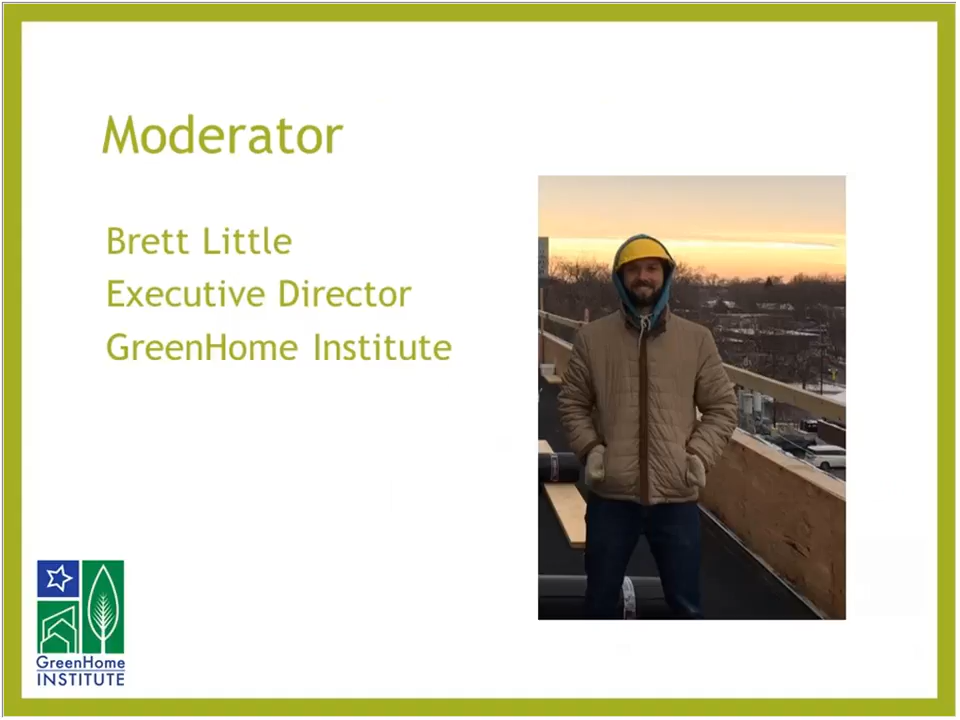 Moderator
Brett Little
Executive Director
GreenHome Institute
GreenHome
INSTITUTE